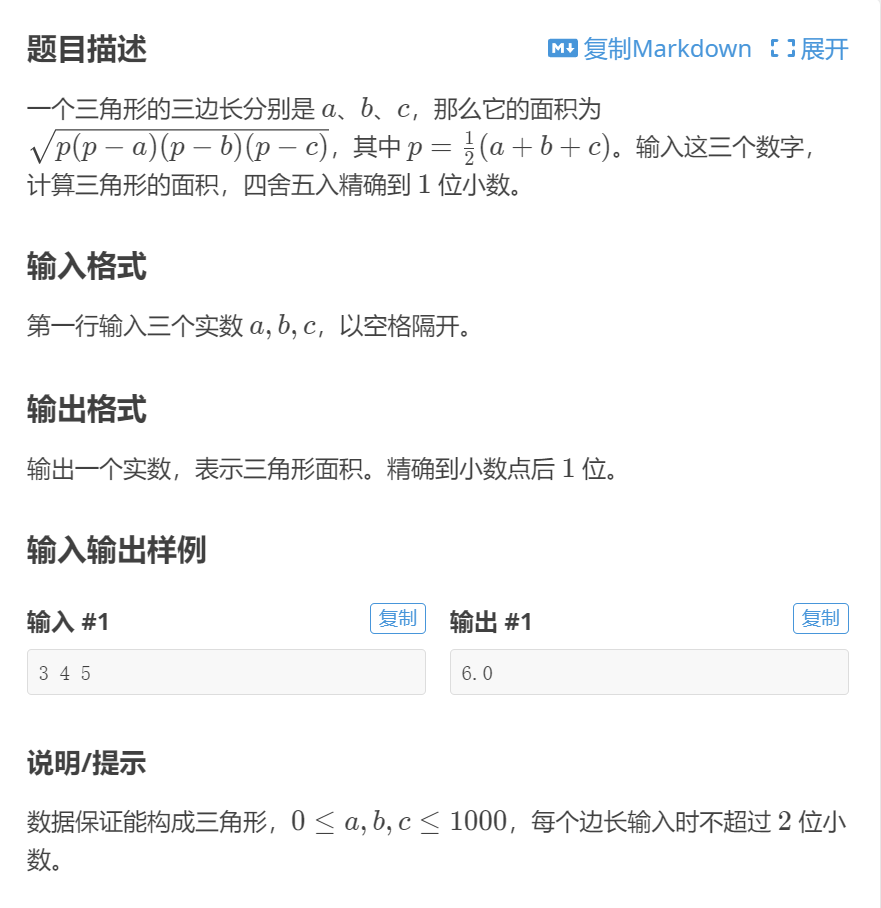 题目描述 复制Markdown 展开
一个三角形的三边长分别是 a、b、c，那么它的面积为
√p(p − a)(p − b)(p − c)，其中 p = 1/2(a + b + c)。输入这三个数字，
计算三角形的面积，四舍五入精确到 1 位小数。
输入格式
第一行输入三个实数 a, b, c，以空格隔开。
输出格式
输出一个实数，表示三角形面积。精确到小数点后 1 位。
输入输出样例
输入 #1 复制 输出 #1 复制
3 4 5 6.0
说明/提示
数据保证能构成三角形，0 ≤ a, b, c ≤ 1000，每个边长输入时不超过 2 位小
数。